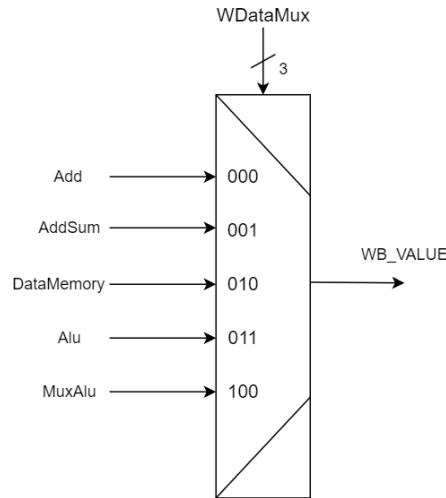 WDataMux
3
Add 000
AddSum 001
WB_VALUE
DataMemory 010
Alu 011
MuxAlu 100